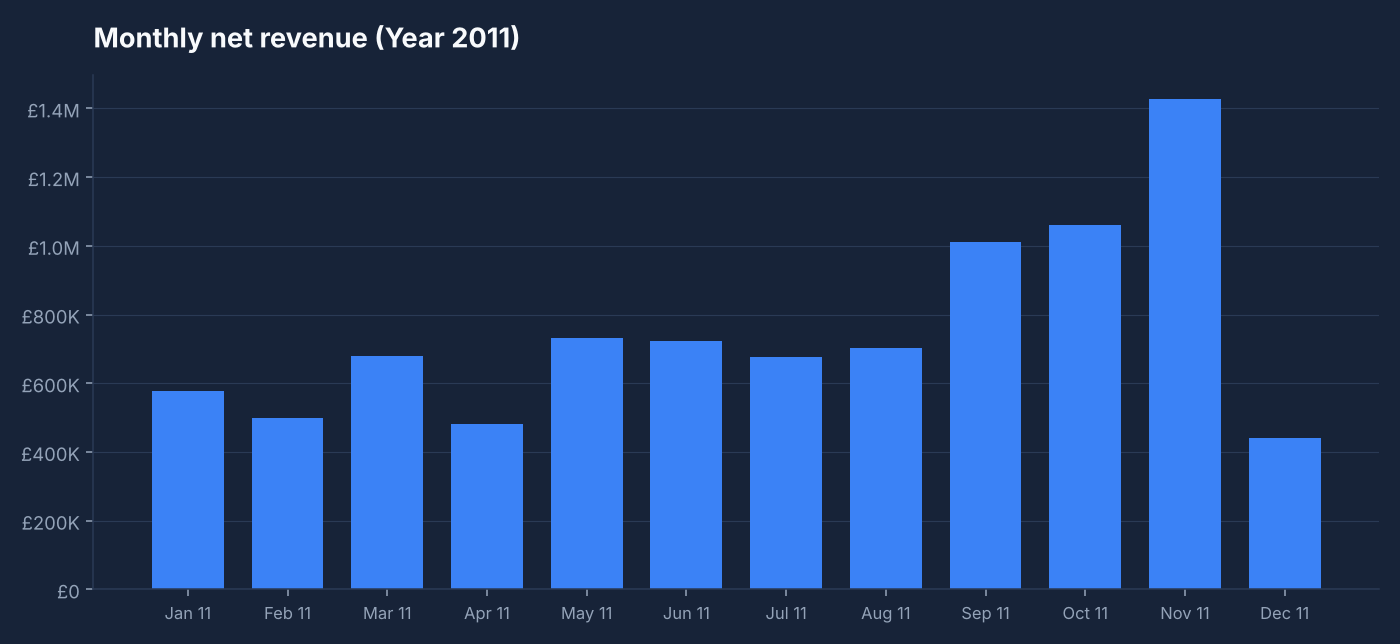 Monthly net revenue (Year 2011)
£1.4M
£1.2M
£1.0M
£800K
£600K
£400K
£200K
£0
Jan 11 Feb 11 Mar 11 Apr 11 May 11 Jun 11 Jul 11 Aug 11 Sep 11 Oct 11 Nov 11 Dec 11